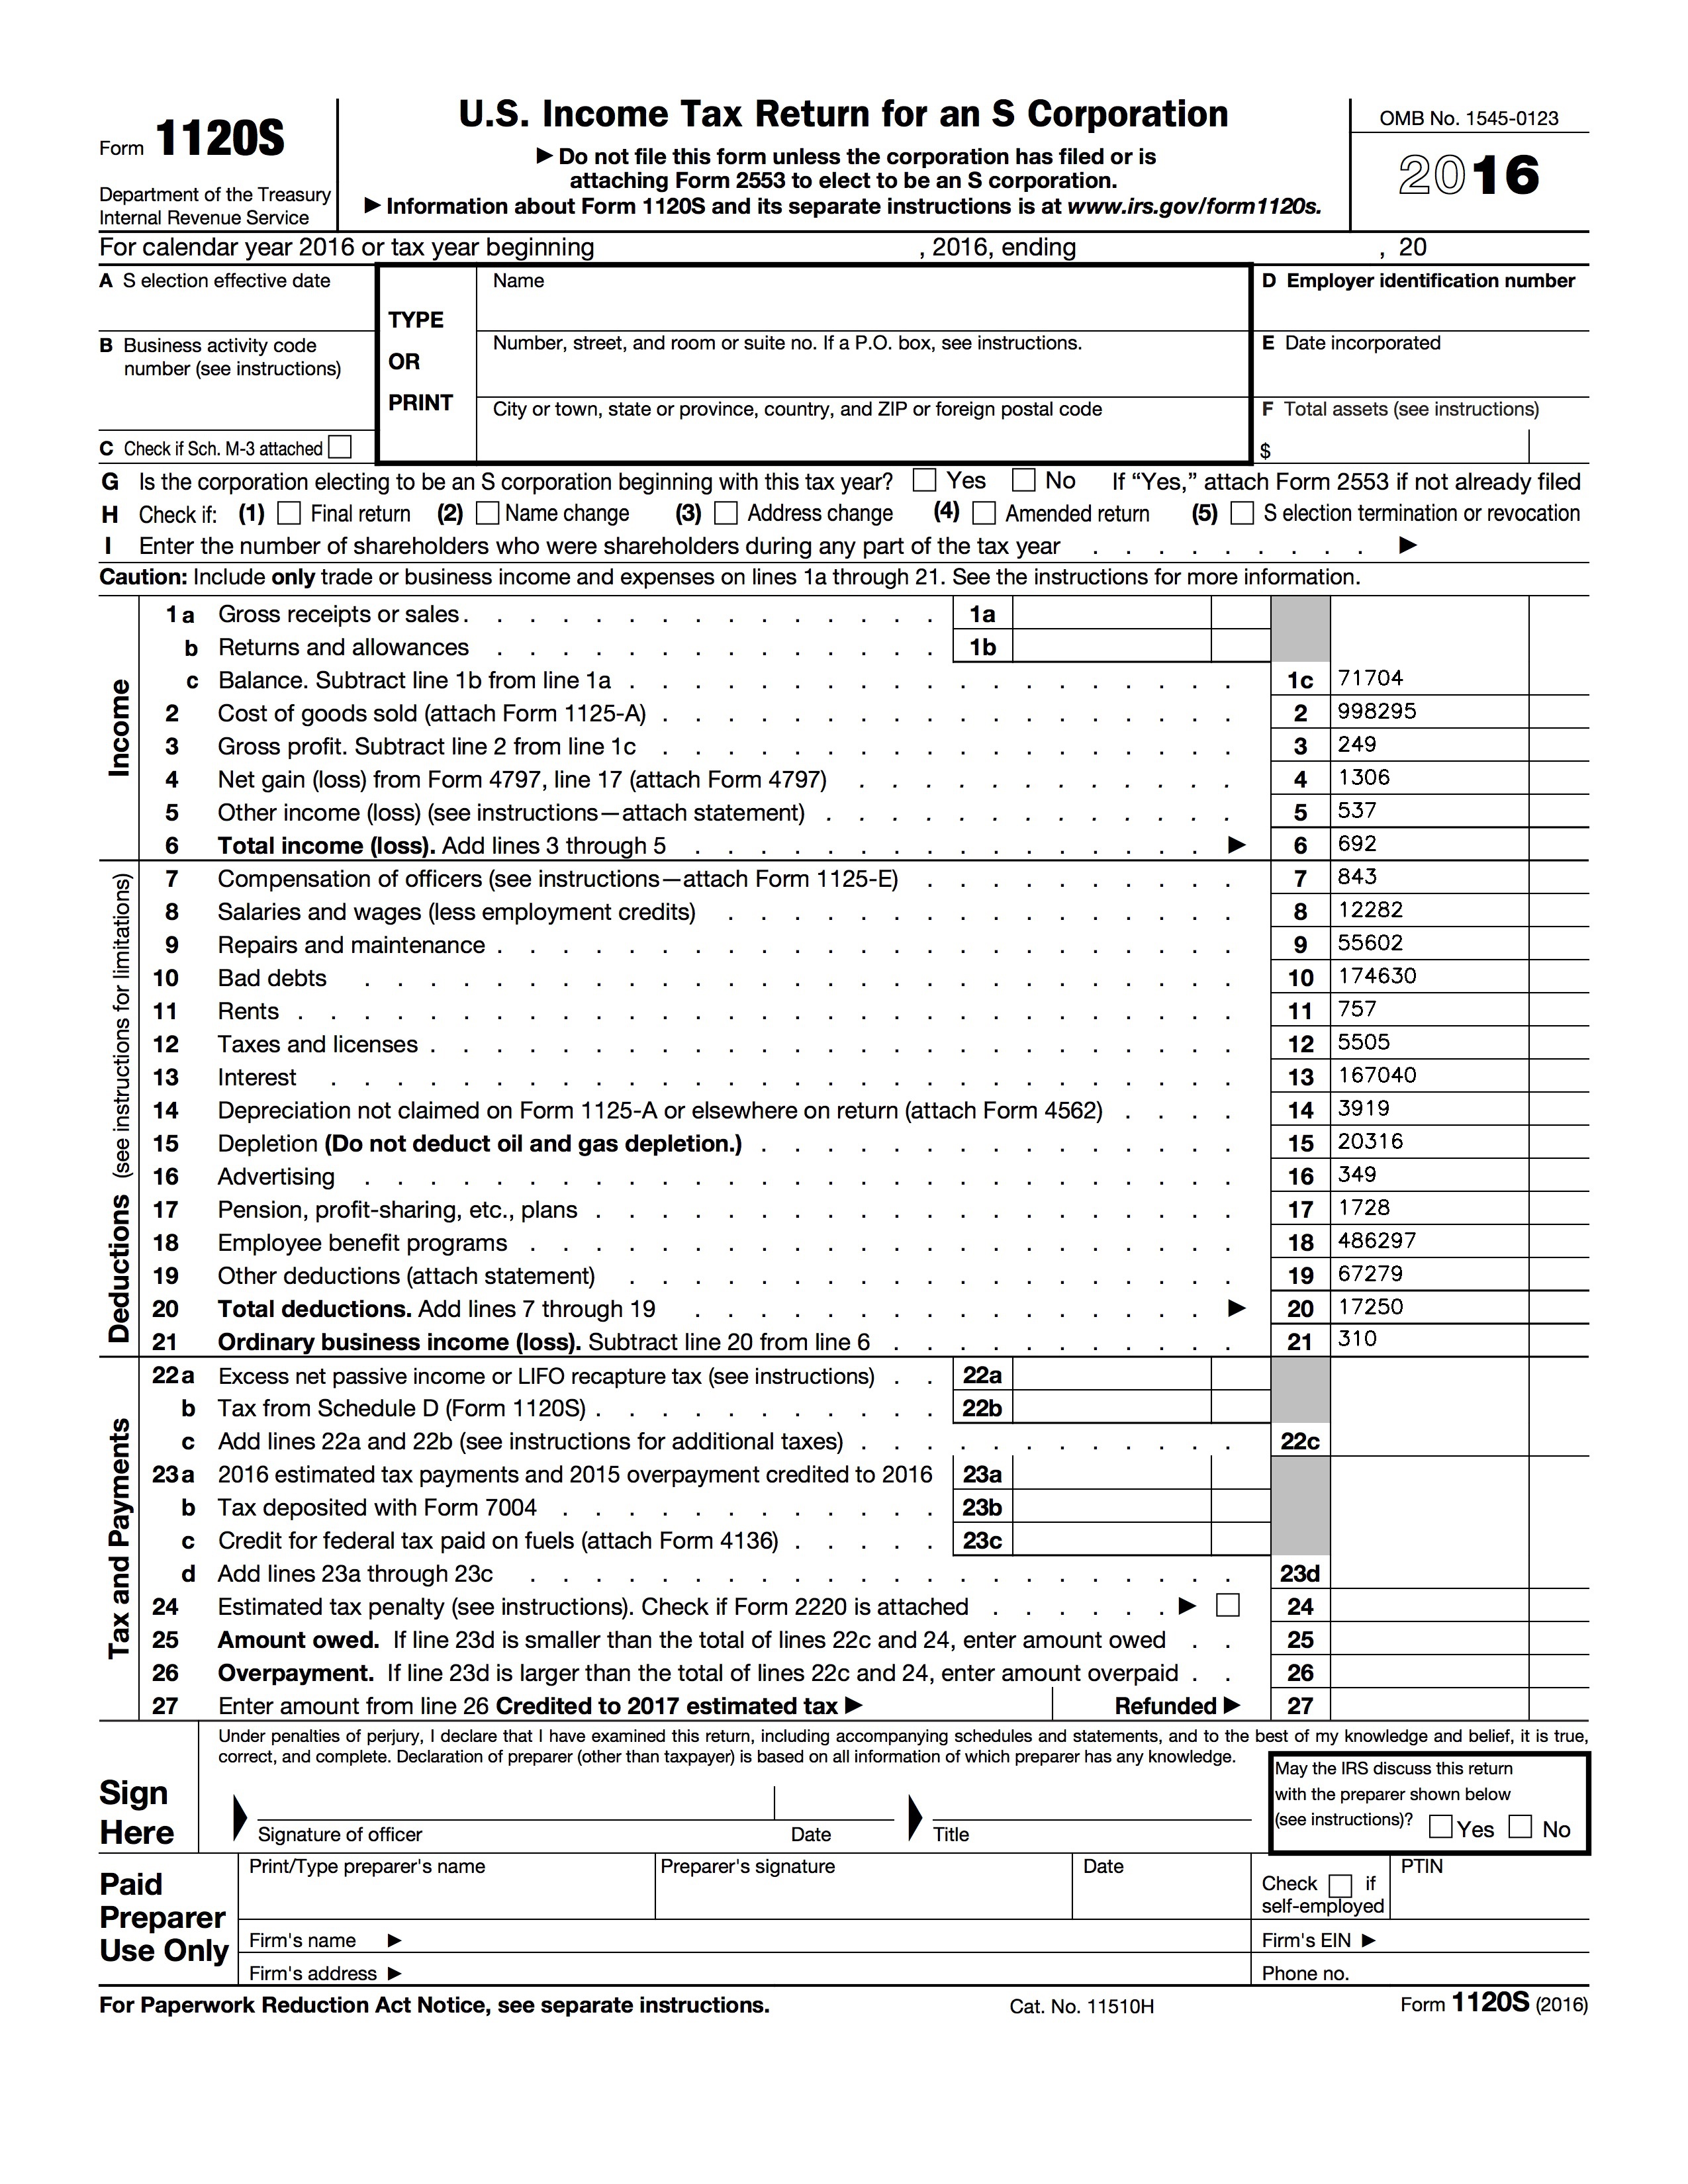 Form 1120S
Department of the Treasury
Internal Revenue Service
U.S. Income Tax Return for an S Corporation
▶ Do not file this form unless the corporation has filed or is
attaching Form 2553 to elect to be an S corporation.
▶ Information about Form 1120S and its separate instructions is at www.irs.gov/form1120s.
OMB No. 1545-0123
2016
For calendar year 2016 or tax year beginning , 2016, ending , 20
A S election effective date
B Business activity code
number (see instructions)
C Check if Sch. M-3 attached
TYPE
OR
PRINT
Name
Number, street, and room or suite no. If a P.O. box, see instructions.
City or town, state or province, country, and ZIP or foreign postal code
D Employer identification number
E Date incorporated
F Total assets (see instructions)
$
G Is the corporation electing to be an S corporation beginning with this tax year? Yes No If “Yes,” attach Form 2553 if not already filed
H Check if: (1) Final return (2) Name change (3) Address change (4) Amended return (5) S election termination or revocation
I Enter the number of shareholders who were shareholders during any part of the tax year . . . . . . . . . ▶
Caution: Include only trade or business income and expenses on lines 1a through 21. See the instructions for more information.
Income
1a Gross receipts or sales . . . 1a
b Returns and allowances . . . 1b
c Balance. Subtract line 1b from line 1a . . . 1c 71704
2 Cost of goods sold (attach Form 1125-A) . . . 2 998295
3 Gross profit. Subtract line 2 from line 1c . . . 3 249
4 Net gain (loss) from Form 4797, line 17 (attach Form 4797) . . . 4 1306
5 Other income (loss) (see instructions—attach statement) . . . 5 537
6 Total income (loss). Add lines 3 through 5 . . . ▶ 6 692
Deductions (see instructions for limitations)
7 Compensation of officers (see instructions—attach Form 1125-E) . . . 7 843
8 Salaries and wages (less employment credits) . . . 8 12282
9 Repairs and maintenance . . . 9 55602
10 Bad debts . . . 10 174630
11 Rents . . . 11 757
12 Taxes and licenses . . . 12 5505
13 Interest . . . 13 167040
14 Depreciation not claimed on Form 1125-A or elsewhere on return (attach Form 4562) . . . 14 3919
15 Depletion (Do not deduct oil and gas depletion.) . . . 15 20316
16 Advertising . . . 16 349
17 Pension, profit-sharing, etc., plans . . . 17 1728
18 Employee benefit programs . . . 18 486297
19 Other deductions (attach statement) . . . 19 67279
20 Total deductions. Add lines 7 through 19 . . . ▶ 20 17250
21 Ordinary business income (loss). Subtract line 20 from line 6 . . . 21 310
Tax and Payments
22a Excess net passive income or LIFO recapture tax (see instructions) . . 22a
b Tax from Schedule D (Form 1120S) . . . 22b
c Add lines 22a and 22b (see instructions for additional taxes) . . . 22c
23a 2016 estimated tax payments and 2015 overpayment credited to 2016 23a
b Tax deposited with Form 7004 . . . 23b
c Credit for federal tax paid on fuels (attach Form 4136) . . . 23c
d Add lines 23a through 23c . . . 23d
24 Estimated tax penalty (see instructions). Check if Form 2220 is attached . . . ▶ 24
25 Amount owed. If line 23d is smaller than the total of lines 22c and 24, enter amount owed . . 25
26 Overpayment. If line 23d is larger than the total of lines 22c and 24, enter amount overpaid . . 26
27 Enter amount from line 26 Credited to 2017 estimated tax ▶ Refunded ▶ 27
Sign
Here
Under penalties of perjury, I declare that I have examined this return, including accompanying schedules and statements, and to the best of my knowledge and belief, it is true,
correct, and complete. Declaration of preparer (other than taxpayer) is based on all information of which preparer has any knowledge.
Signature of officer Date Title
May the IRS discuss this return
with the preparer shown below
(see instructions)? Yes No
Paid
Preparer
Use Only
Print/Type preparer's name Preparer's signature Date
Check if
self-employed
PTIN
Firm's name ▶ Firm's EIN ▶
Firm's address ▶ Phone no.
For Paperwork Reduction Act Notice, see separate instructions. Cat. No. 11510H Form 1120S (2016)